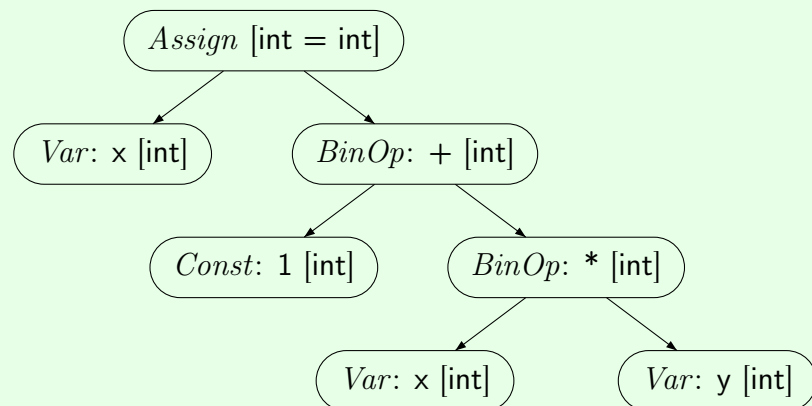 Assign [int = int]
Var: x [int]
BinOp: + [int]
Const: 1 [int]
BinOp: * [int]
Var: x [int]
Var: y [int]